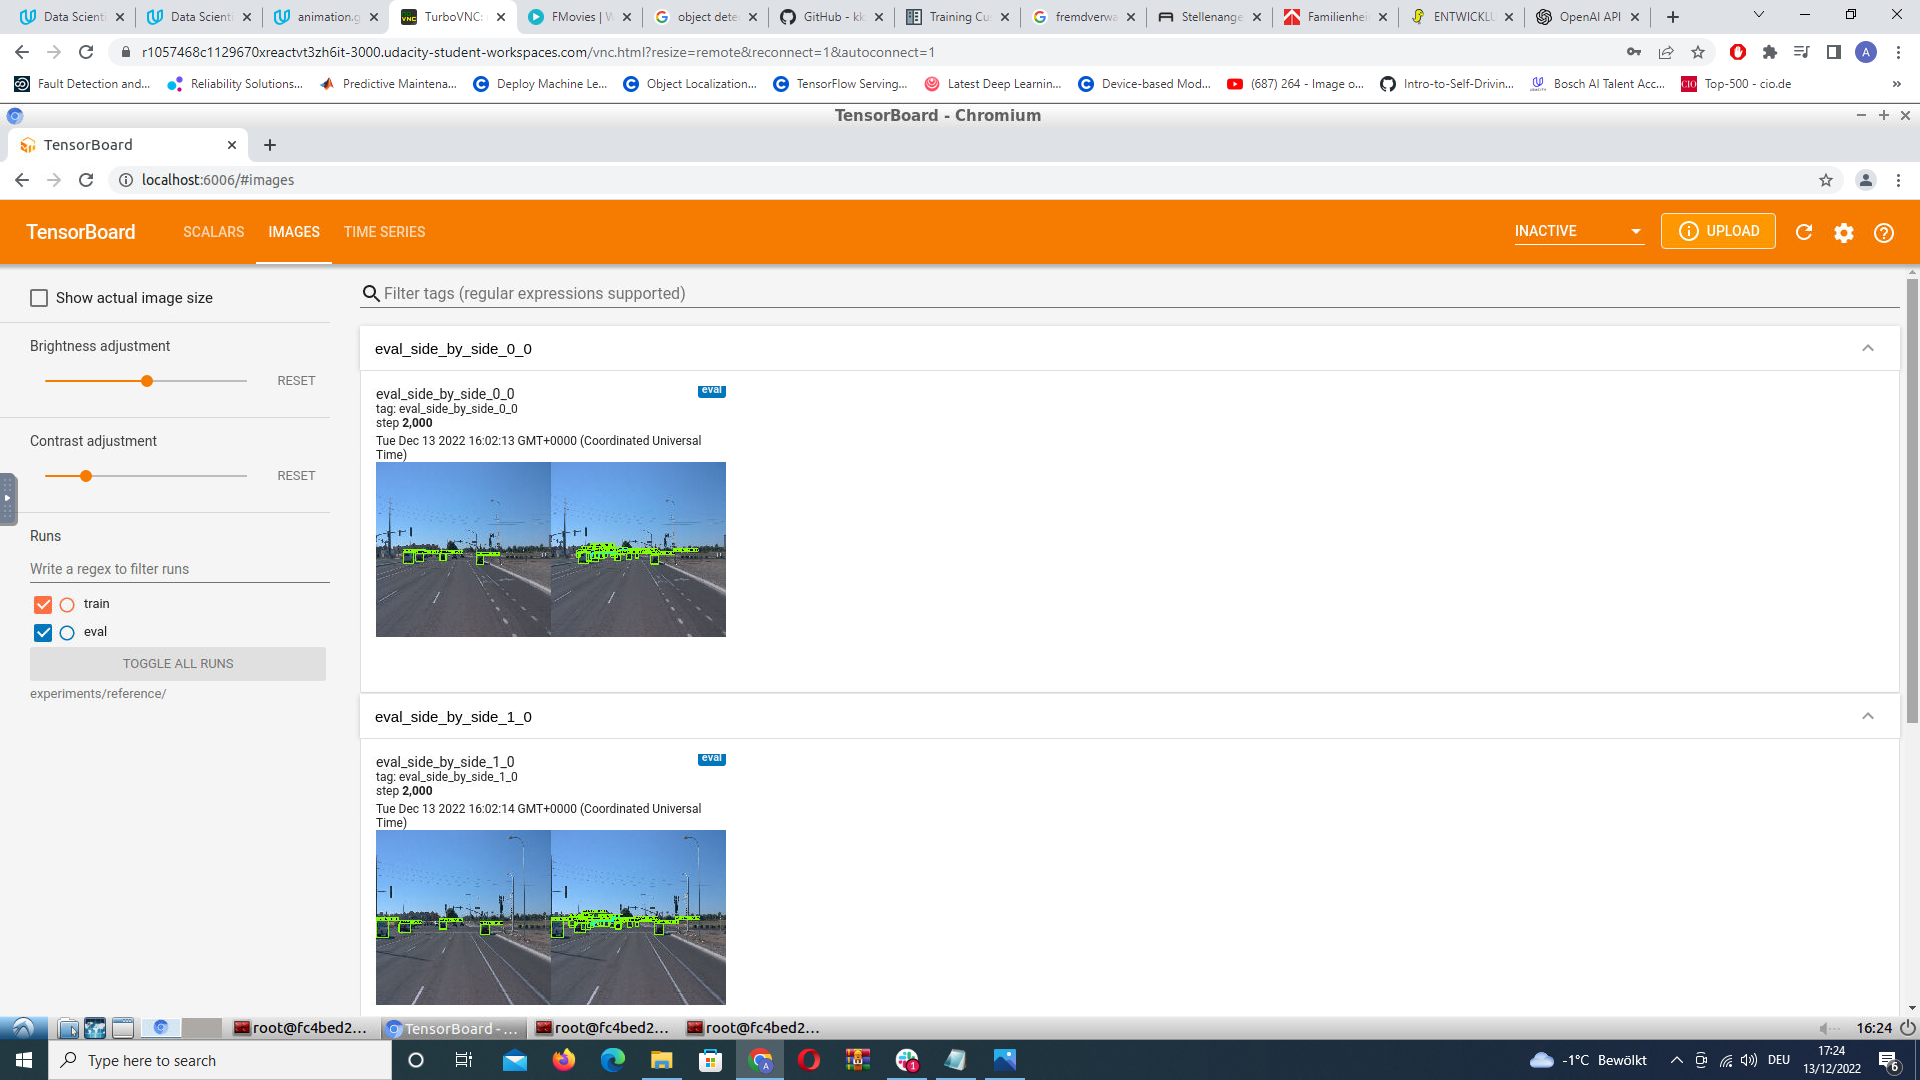 Data Scienti
Data Scienti
animation.g
TurboVNC:
FMovies | W
object dete
GitHub - kk
Training Cu
fremdverwa
Stellenange
Familienhei
ENTWICKLU
OpenAI API
r1057468c1129670xreactvt3zh6it-3000.udacity-student-workspaces.com/vnc.html?resize=remote&reconnect=1&autoconnect=1
Fault Detection and...
Reliability Solutions...
Predictive Maintena...
Deploy Machine Le...
Object Localization...
TensorFlow Serving...
Latest Deep Learnin...
Device-based Mod...
(687) 264 - Image o...
Intro-to-Self-Drivin...
Bosch AI Talent Acc...
Top-500 - cio.de
TensorBoard - Chromium
TensorBoard
localhost:6006/#images
TensorBoard
SCALARS
IMAGES
TIME SERIES
INACTIVE
UPLOAD
Show actual image size
Filter tags (regular expressions supported)
Brightness adjustment
RESET
Contrast adjustment
RESET
Runs
Write a regex to filter runs
train
eval
TOGGLE ALL RUNS
experiments/reference/
eval_side_by_side_0_0
eval_side_by_side_0_0
eval
tag: eval_side_by_side_0_0
step 2,000
Tue Dec 13 2022 16:02:13 GMT+0000 (Coordinated Universal
Time)
eval_side_by_side_1_0
eval_side_by_side_1_0
eval
tag: eval_side_by_side_1_0
step 2,000
Tue Dec 13 2022 16:02:14 GMT+0000 (Coordinated Universal
Time)
root@fc4bed2...
TensorBoard - ...
root@fc4bed2...
root@fc4bed2...
16:24
Type here to search
-1°C Bewölkt
DEU
17:24
13/12/2022
6